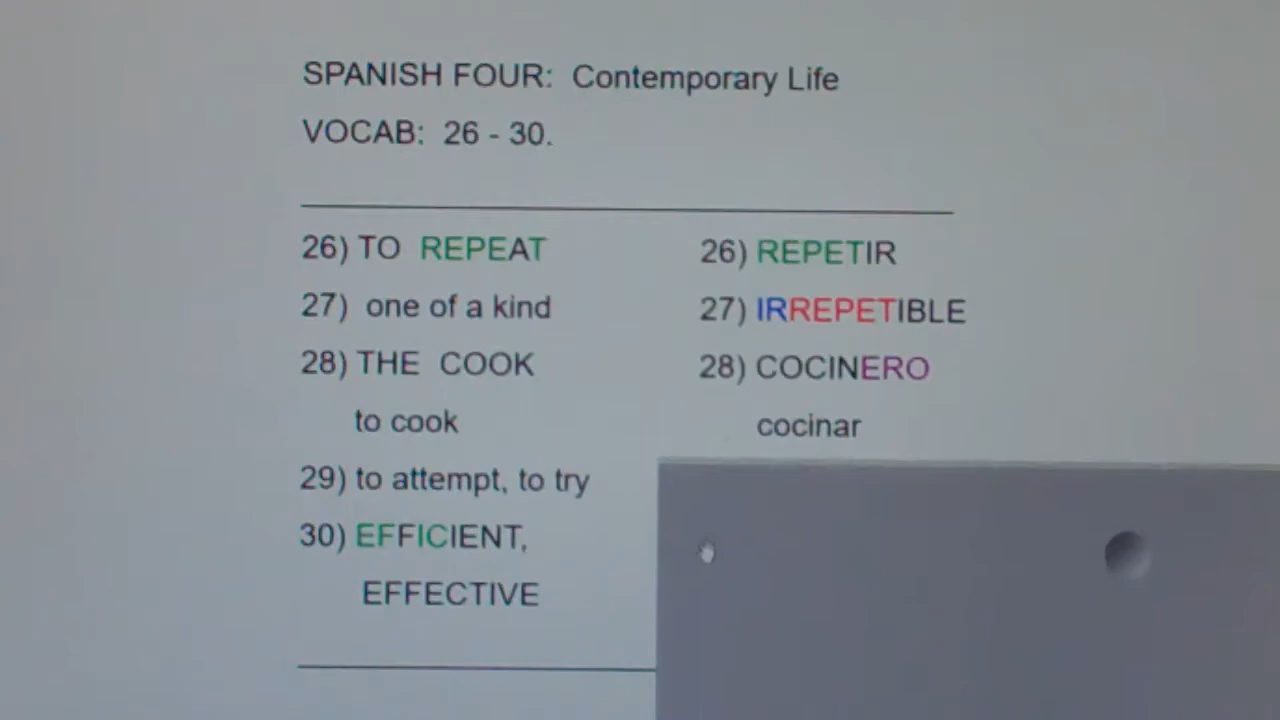 SPANISH FOUR: Contemporary Life
VOCAB: 26 - 30.
26) TO REPEAT 26) REPETIR
27) one of a kind 27) IRREPETIBLE
28) THE COOK 28) COCINERO
to cook cocinar
29) to attempt, to try
30) EFFICIENT,
EFFECTIVE